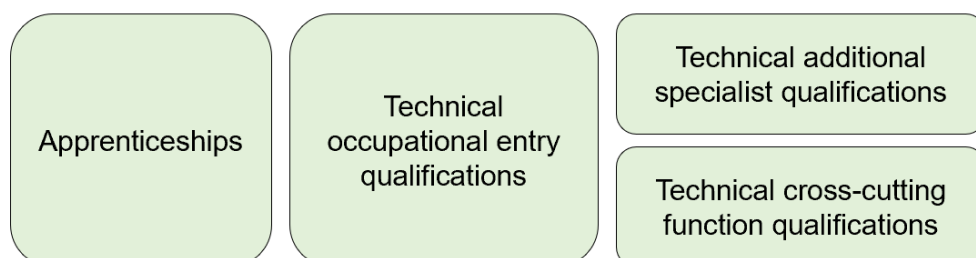 Apprenticeships
Technical
occupational entry
qualifications
Technical additional
specialist qualifications
Technical cross-cutting
function qualifications